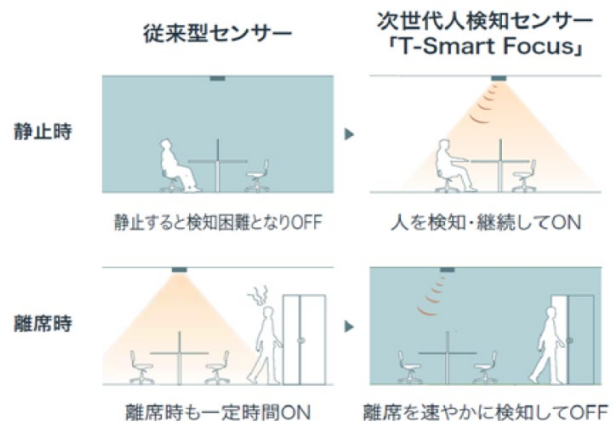 従来型センサー
次世代人検知センサー
「T-Smart Focus」
静止時
静止すると検知困難となりOFF
人を検知・継続してON
離席時
離席時も一定時間ON
離席を速やかに検知してOFF